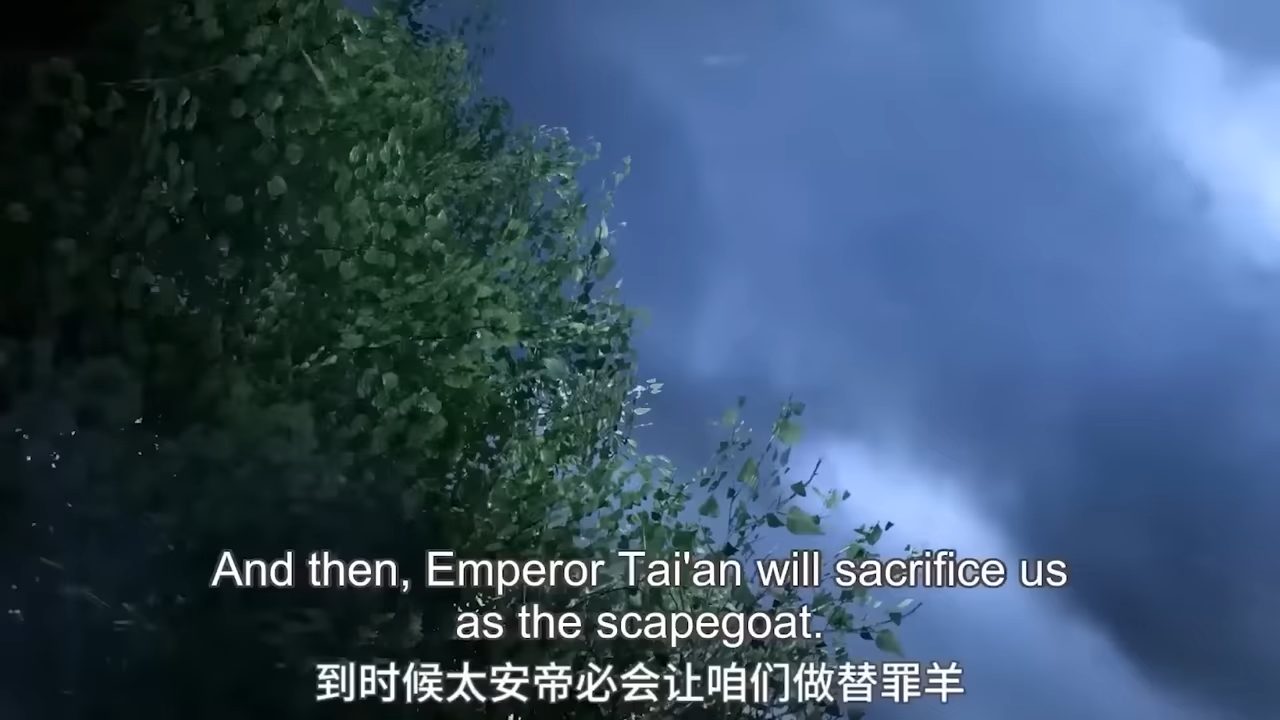 And then, Emperor Tai'an will sacrifice us
as the scapegoat.
到时候太安帝必会让咱们做替罪羊